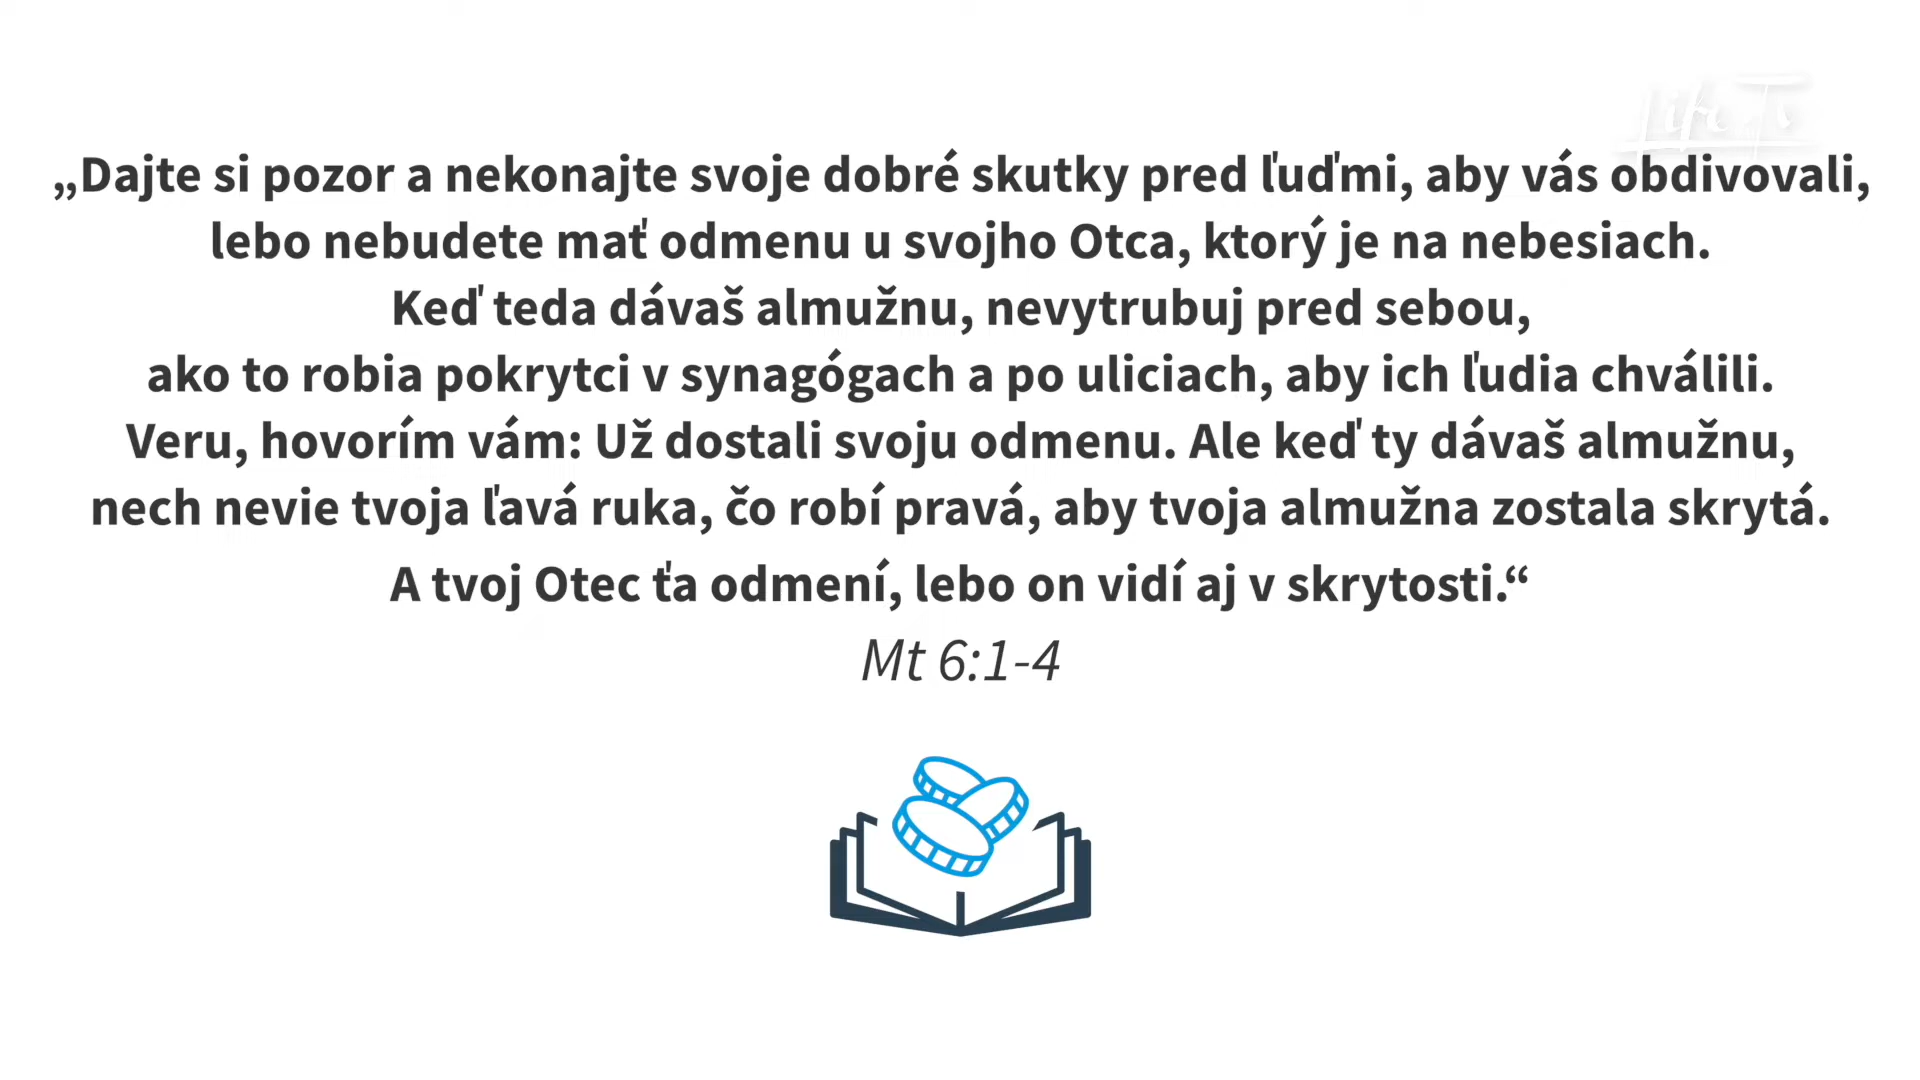 Life Tv
„Dajte si pozor a nekonajte svoje dobré skutky pred ľuďmi, aby vás obdivovali,
lebo nebudete mať odmenu u svojho Otca, ktorý je na nebesiach.
Keď teda dávaš almužnu, nevytrubuj pred sebou,
ako to robia pokrytci v synagógach a po uliciach, aby ich ľudia chválili.
Veru, hovorím vám: Už dostali svoju odmenu. Ale keď ty dávaš almužnu,
nech nevie tvoja ľavá ruka, čo robí pravá, aby tvoja almužna zostala skrytá.
A tvoj Otec ťa odmení, lebo on vidí aj v skrytosti.“
Mt 6:1-4